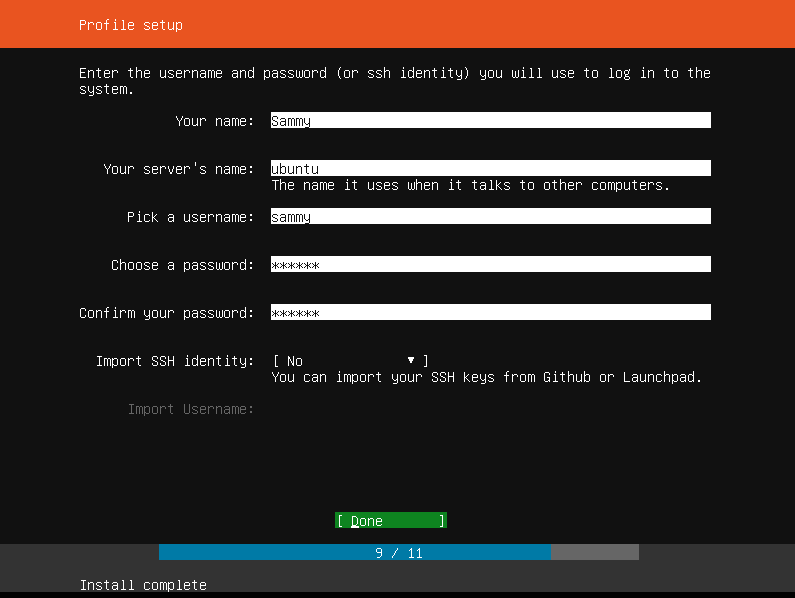 Profile setup
Enter the username and password (or ssh identity) you will use to log in to the
system.
Your name: Sammy
Your server's name: ubuntu
The name it uses when it talks to other computers.
Pick a username: sammy
Choose a password: ******
Confirm your password: ******
Import SSH identity: [ No ▼ ]
You can import your SSH keys from Github or Launchpad.
Import Username:
[ Done ]
9 / 11
Install complete